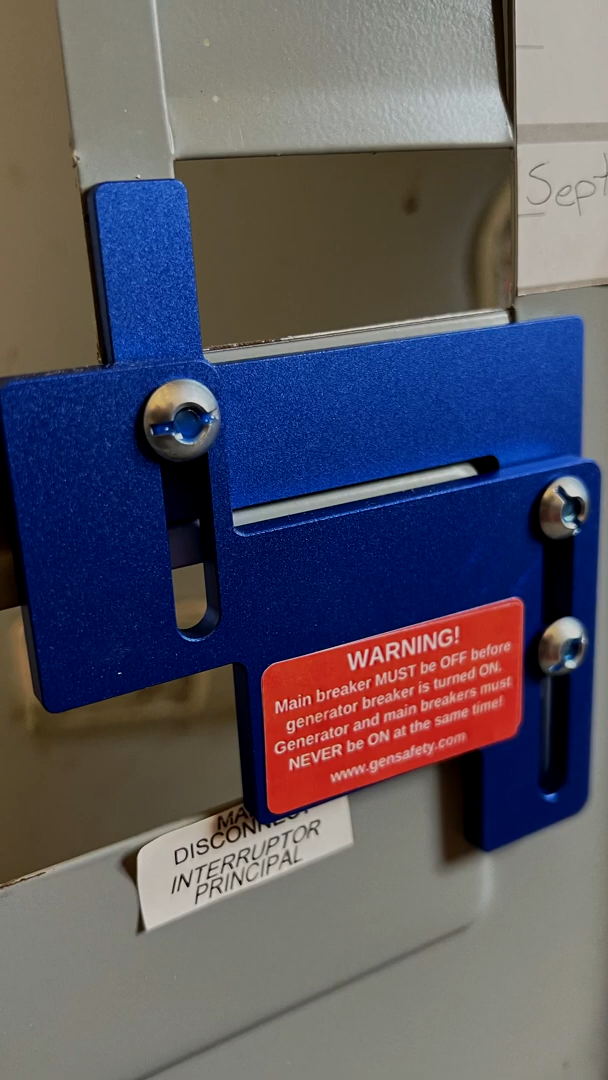 Sept
WARNING!
Main breaker MUST be OFF before
generator breaker is turned ON.
Generator and main breakers must
NEVER be ON at the same time!
www.gensafety.com
DISCONNECT
INTERRUPTOR
PRINCIPAL